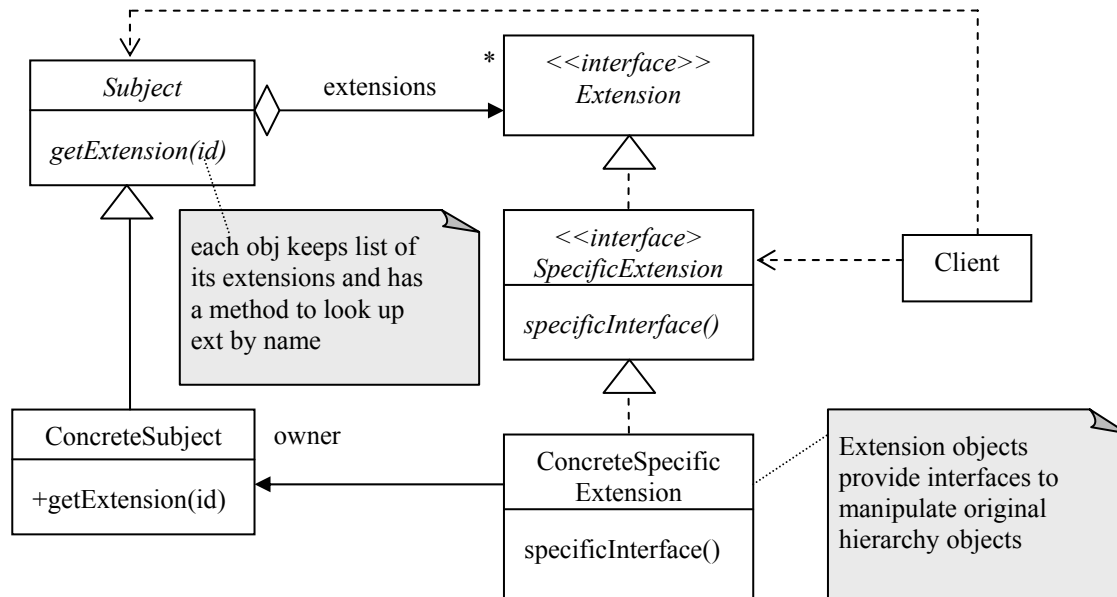 Subject
getExtension(id)
extensions
*
<<interface>>
Extension
each obj keeps list of
its extensions and has
a method to look up
ext by name
<<interface>
SpecificExtension
specificInterface()
Client
ConcreteSubject
+getExtension(id)
owner
ConcreteSpecific
Extension
specificInterface()
Extension objects
provide interfaces to
manipulate original
hierarchy objects